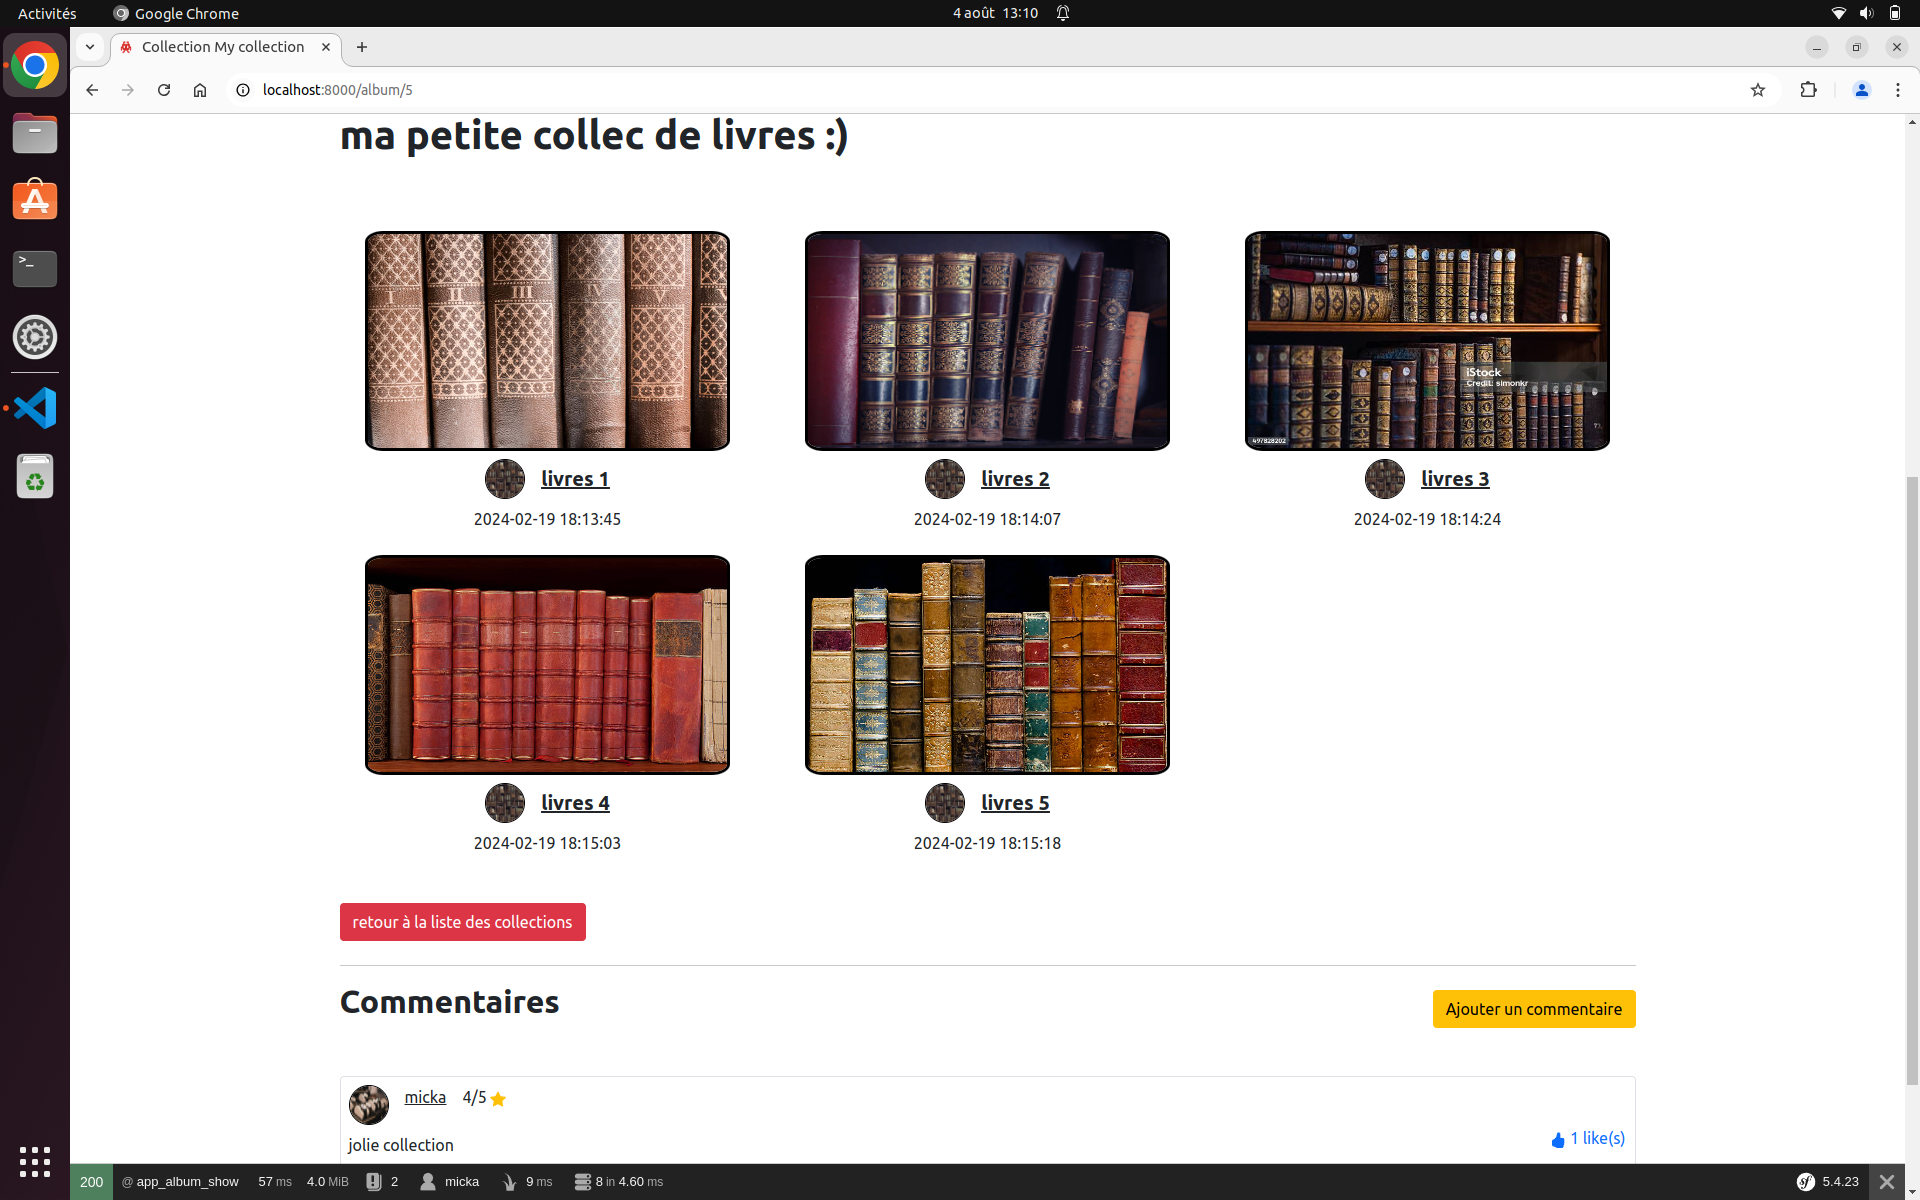 Activités
Google Chrome
4 août 13:10
Collection My collection
localhost:8000/album/5
ma petite collec de livres :)
I
II
III
IV
V
iStock
Credit: simonkr
497828202
livres 1
livres 2
livres 3
2024-02-19 18:13:45
2024-02-19 18:14:07
2024-02-19 18:14:24
livres 4
livres 5
2024-02-19 18:15:03
2024-02-19 18:15:18
retour à la liste des collections
Commentaires
Ajouter un commentaire
micka
4/5
jolie collection
1 like(s)
200
@ app_album_show
57 ms
4.0 MiB
2
micka
9 ms
8 in 4.60 ms
sf
5.4.23